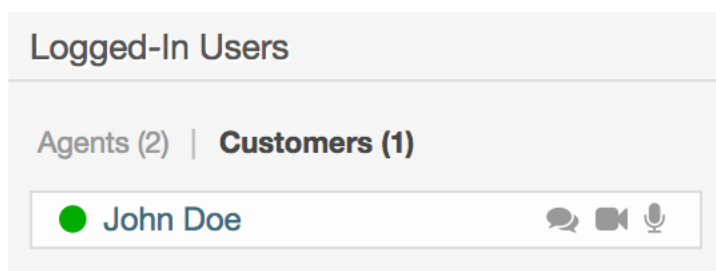 Logged-In Users
Agents (2) | Customers (1)
John Doe